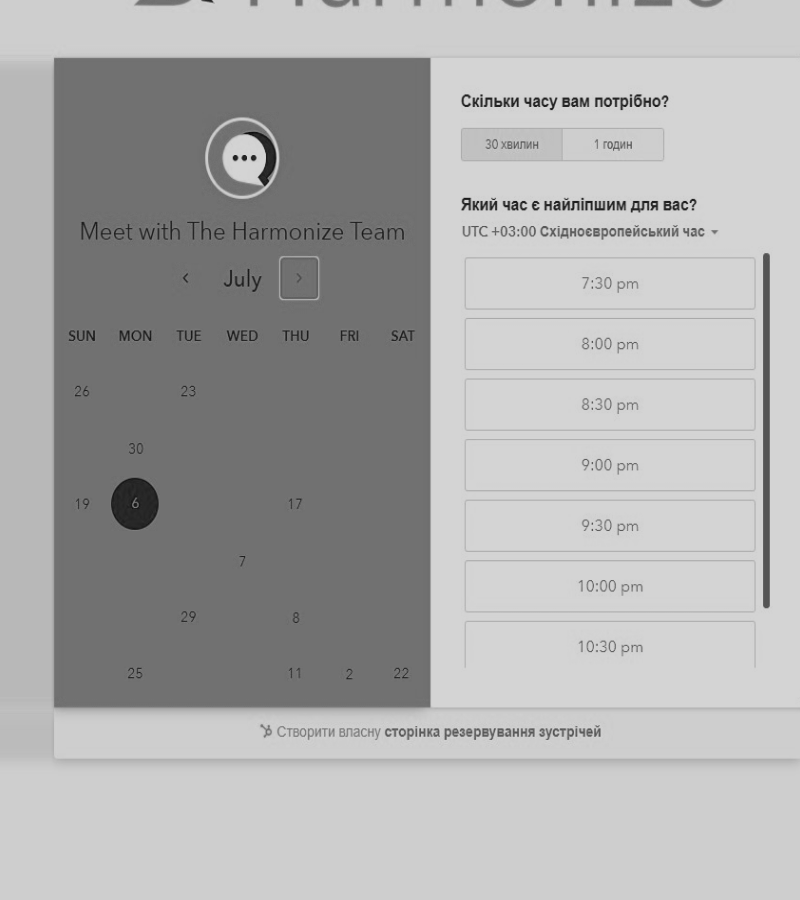 Harmonize
Meet with The Harmonize Team
July
SUN MON TUE WED THU FRI SAT
26 23
30
19 6 17
7
29 8
25 11 2 22
Скільки часу вам потрібно?
30 хвилин 1 годин
Який час є найліпшим для вас?
UTC +03:00 Східноєвропейський час
7:30 pm
8:00 pm
8:30 pm
9:00 pm
9:30 pm
10:00 pm
10:30 pm
Створити власну сторінка резервування зустрічей